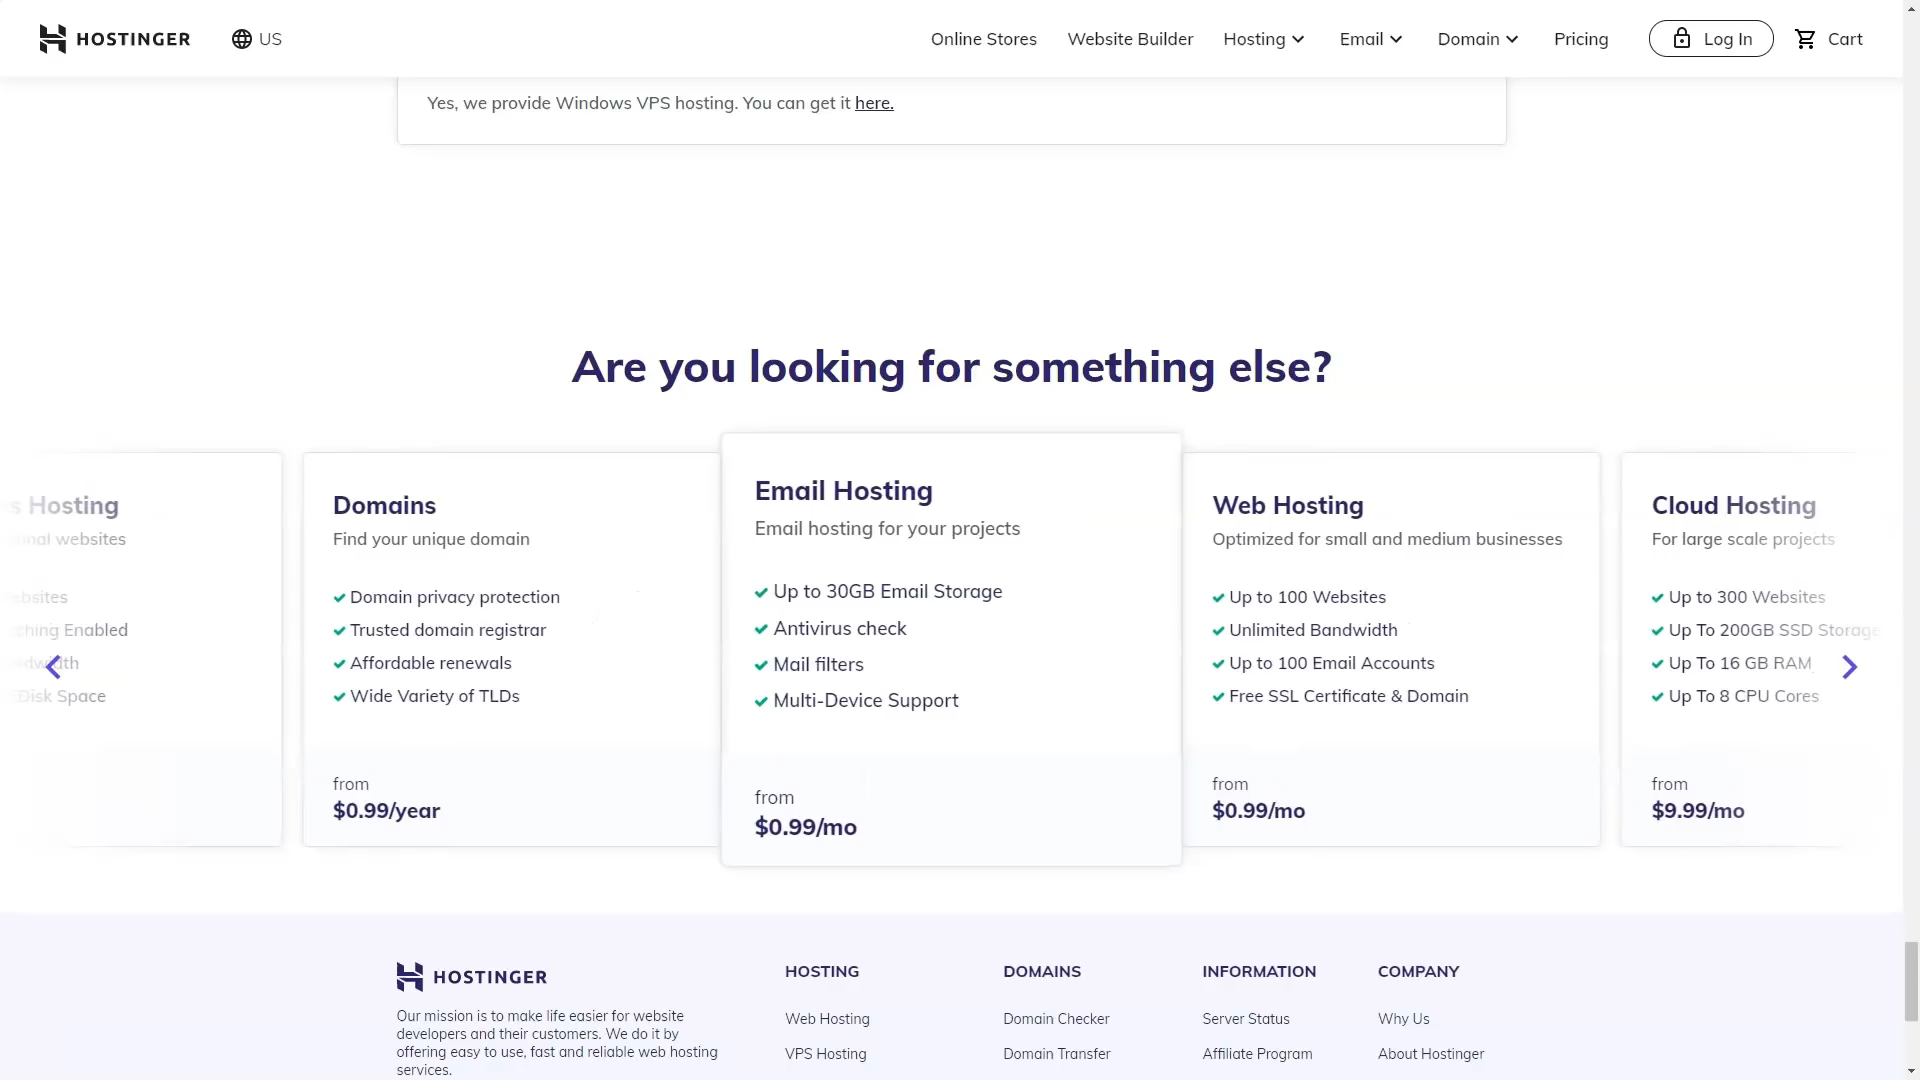 HOSTINGER
US
Online Stores
Website Builder
Hosting
Email
Domain
Pricing
Log In
Cart
Yes, we provide Windows VPS hosting. You can get it here.
Are you looking for something else?
Hosting
websites
Enabled
Disk Space
Domains
Find your unique domain
Domain privacy protection
Trusted domain registrar
Affordable renewals
Wide Variety of TLDs
from
$0.99/year
Email Hosting
Email hosting for your projects
Up to 30GB Email Storage
Antivirus check
Mail filters
Multi-Device Support
from
$0.99/mo
Web Hosting
Optimized for small and medium businesses
Up to 100 Websites
Unlimited Bandwidth
Up to 100 Email Accounts
Free SSL Certificate & Domain
from
$0.99/mo
Cloud Hosting
For large scale projects
Up to 300 Websites
Up To 200GB SSD Storage
Up To 16 GB RAM
Up To 8 CPU Cores
from
$9.99/mo
HOSTINGER
Our mission is to make life easier for website
developers and their customers. We do it by
offering easy to use, fast and reliable web hosting
services.
HOSTING
Web Hosting
VPS Hosting
DOMAINS
Domain Checker
Domain Transfer
INFORMATION
Server Status
Affiliate Program
COMPANY
Why Us
About Hostinger